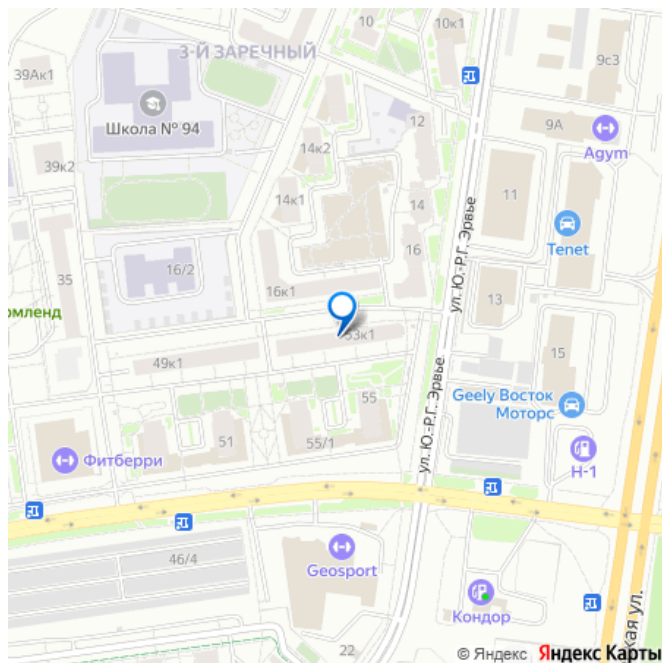 10
10к1
3-Й ЗАРЕЧНЫЙ
9с3
39Ак1
Школа № 94
12
9А
Agym
14к2
39к2
11
14к1
14
ул. Ю.-Р.Г. Эрвье
Tenet
16/2
16
35
16к1
13
омленд
53к1
15
49к1
ул. Ю.-Р.Г. Эрвье
Geely Восток
Моторс
55
51
55/1
Фитберри
Н-1
46/4
Geosport
Кондор
22
кая ул.
© Яндекс Яндекс Карты